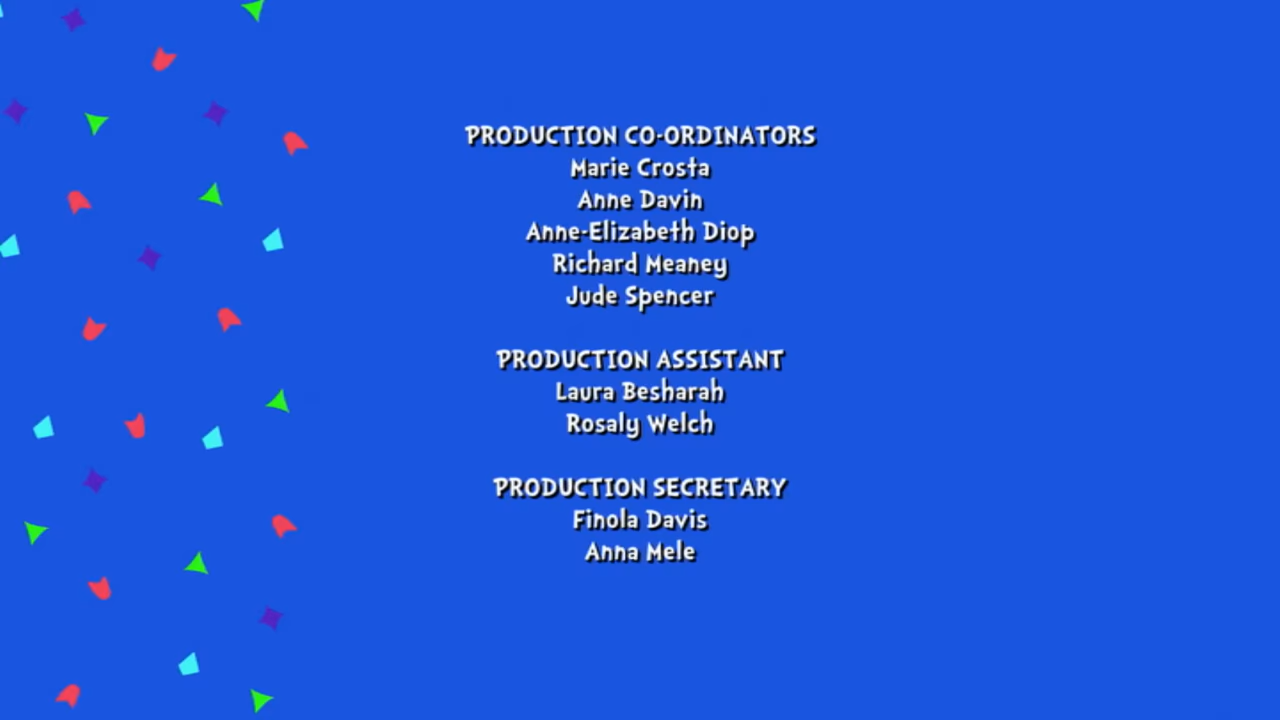 PRODUCTION CO-ORDINATORS
Marie Crosta
Anne Davin
Anne-Elizabeth Diop
Richard Meaney
Jude Spencer
PRODUCTION ASSISTANT
Laura Besharah
Rosaly Welch
PRODUCTION SECRETARY
Finola Davis
Anna Mele